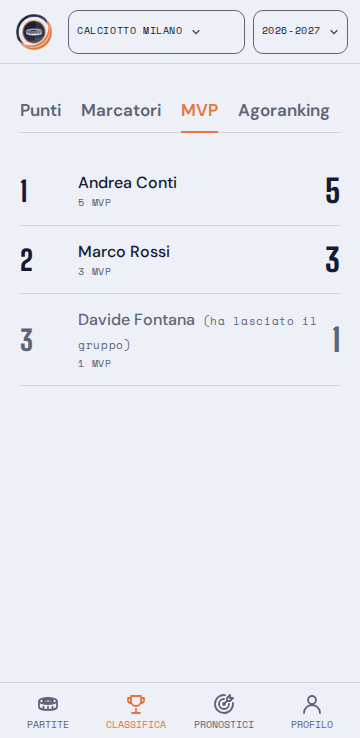 CALCIOTTO MILANO
2026-2027
Punti Marcatori MVP Agoranking
1 Andrea Conti 5
5 MVP
2 Marco Rossi 3
3 MVP
3 Davide Fontana (ha lasciato il
gruppo) 1
1 MVP
PARTITE CLASSIFICA PRONOSTICI PROFILO